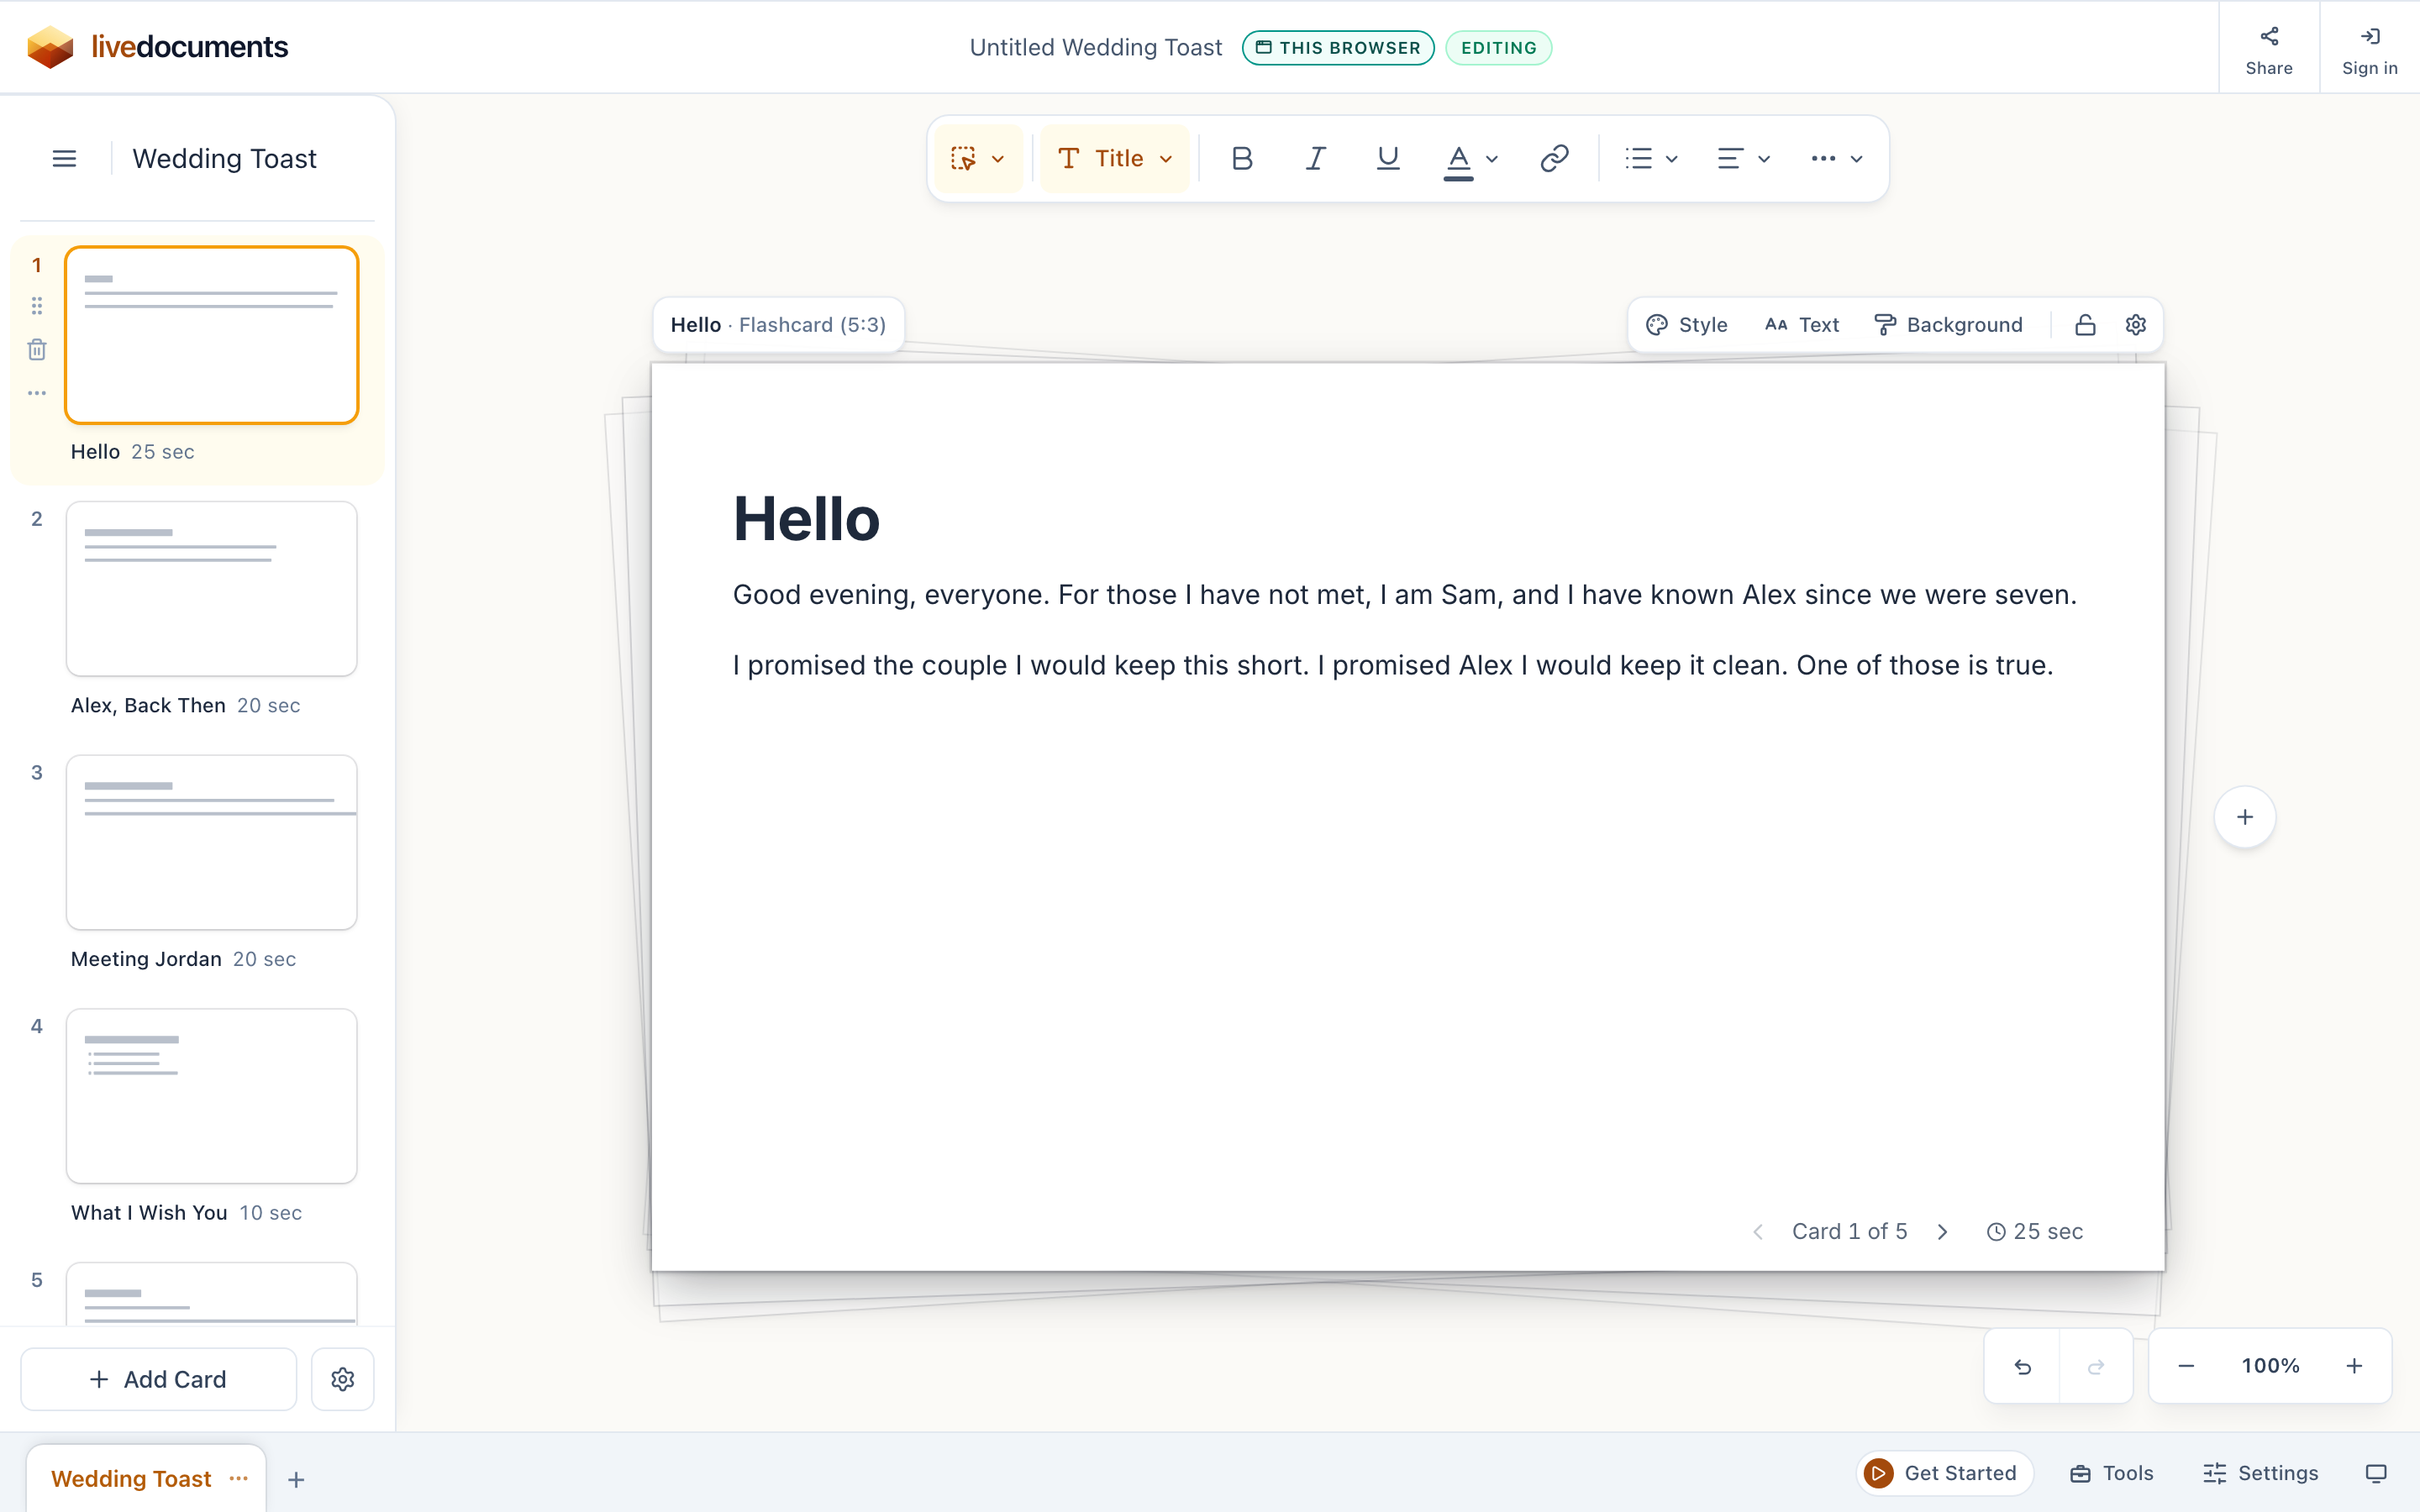 livedocuments
Untitled Wedding Toast
THIS BROWSER
EDITING
Share
Sign in
Wedding Toast
Title
1
Hello 25 sec
2
Alex, Back Then 20 sec
3
Meeting Jordan 20 sec
4
What I Wish You 10 sec
5
Add Card
Hello · Flashcard (5:3)
Style
Text
Background
Hello
Good evening, everyone. For those I have not met, I am Sam, and I have known Alex since we were seven.
I promised the couple I would keep this short. I promised Alex I would keep it clean. One of those is true.
Card 1 of 5
25 sec
100%
Wedding Toast
Get Started
Tools
Settings